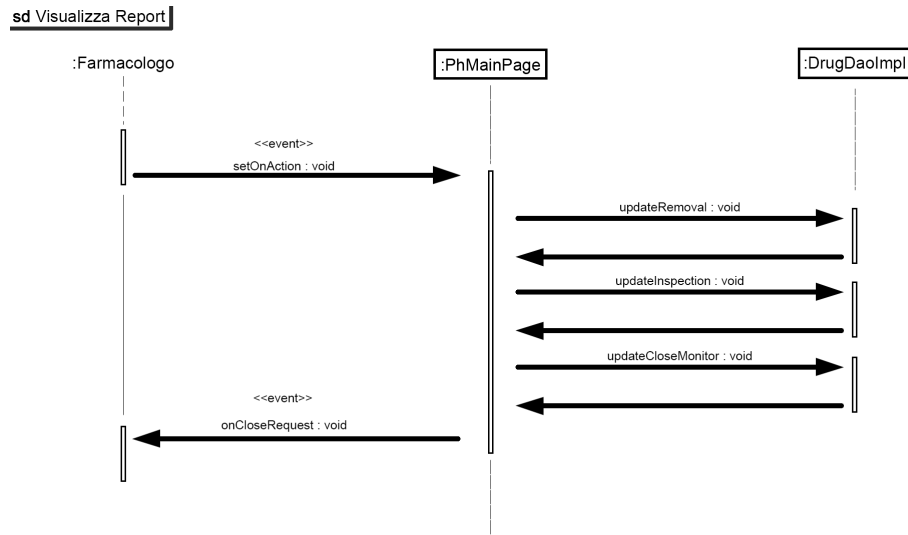 sd Visualizza Report
:Farmacologo
:PhMainPage
:DrugDaoImpl
<<event>>
setOnAction : void
updateRemoval : void
updateInspection : void
updateCloseMonitor : void
<<event>>
onCloseRequest : void